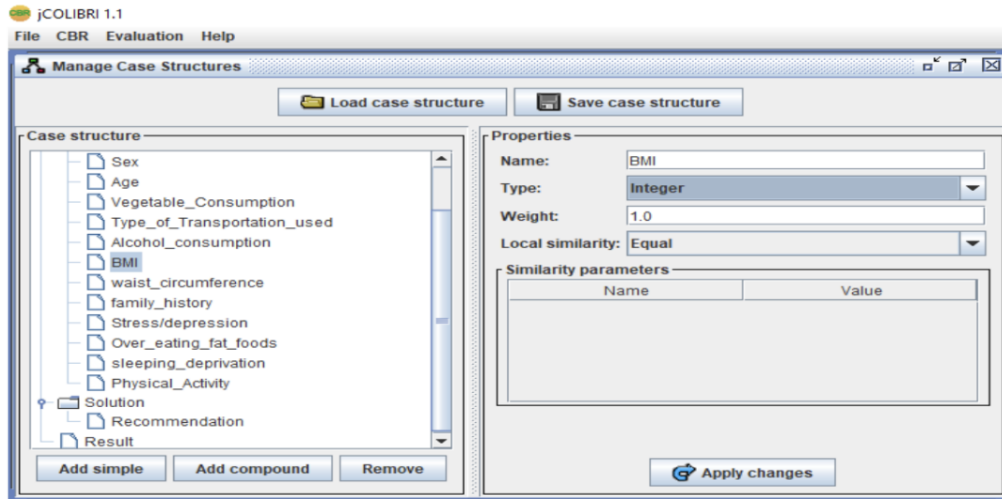 CBR jCOLIBRI 1.1
File CBR Evaluation Help
Manage Case Structures
Load case structure
Save case structure
Case structure
Sex
Age
Vegetable_Consumption
Type_of_Transportation_used
Alcohol_consumption
BMI
waist_circumference
family_history
Stress/depression
Over_eating_fat_foods
sleeping_deprivation
Physical_Activity
Solution
Recommendation
Result
Add simple Add compound Remove
Properties
Name: BMI
Type: Integer
Weight: 1.0
Local similarity: Equal
Similarity parameters
Name Value
Apply changes